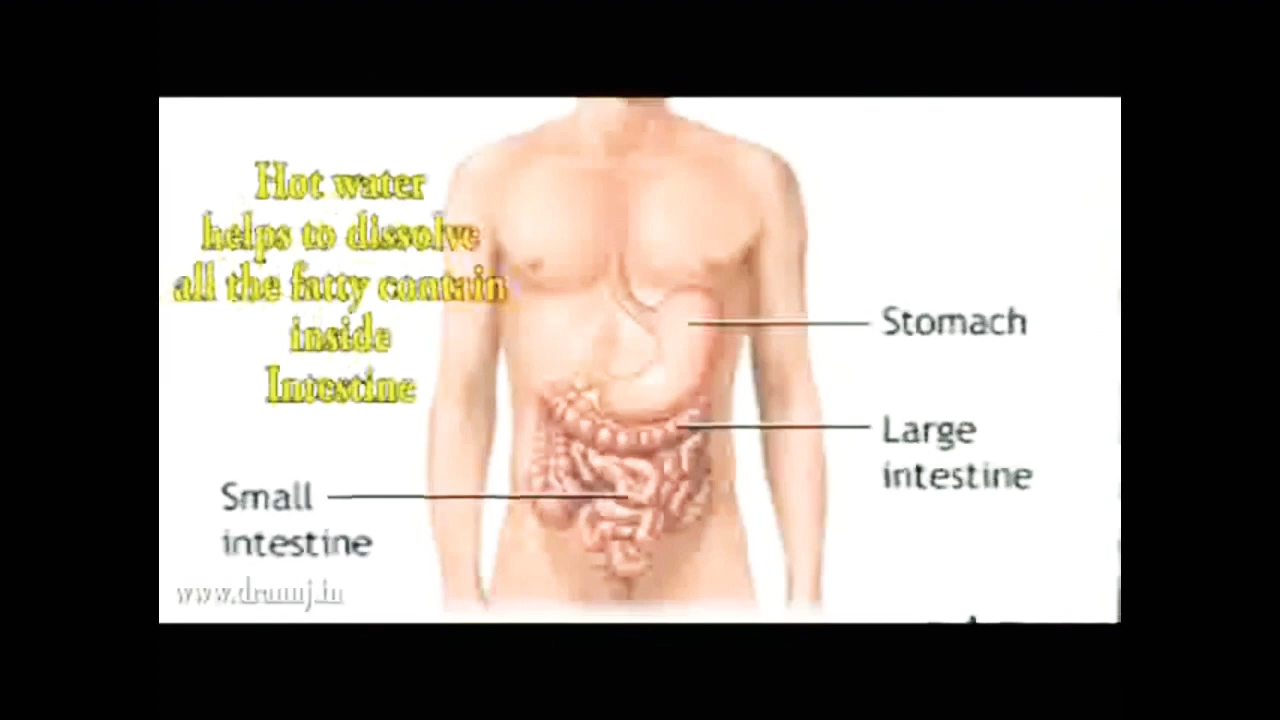 Hot water
helps to dissolve
all the fatty contain
inside
Intestine
Stomach
Large
intestine
Small
intestine